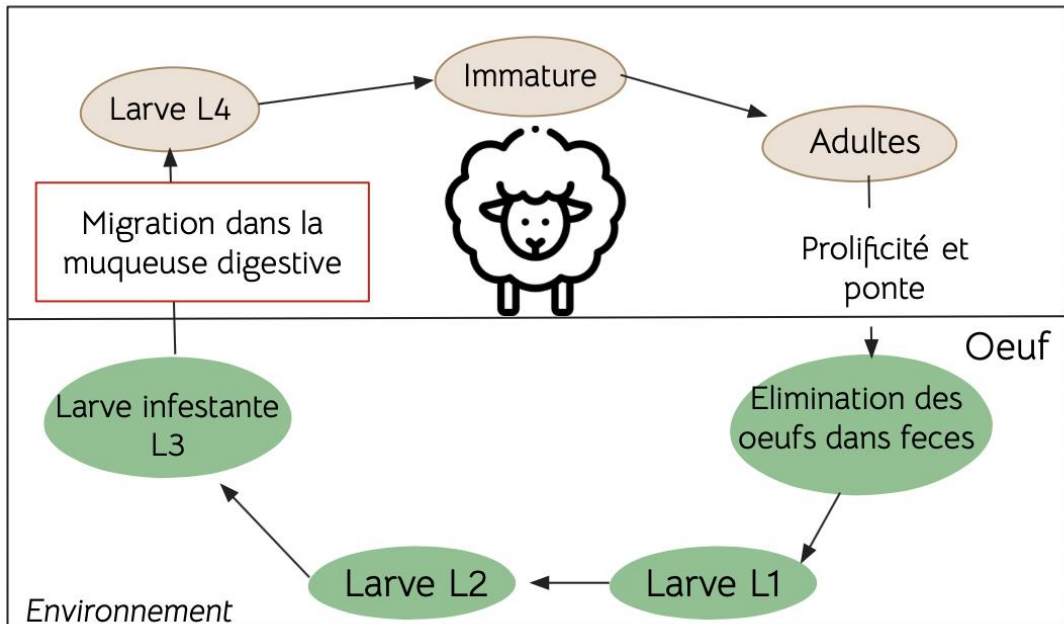 Immature
Larve L4
Adultes
Migration dans la
muqueuse digestive
Prolificité et
ponte
Oeuf
Larve infestante
L3
Elimination des
oeufs dans feces
Larve L2
Larve L1
Environnement